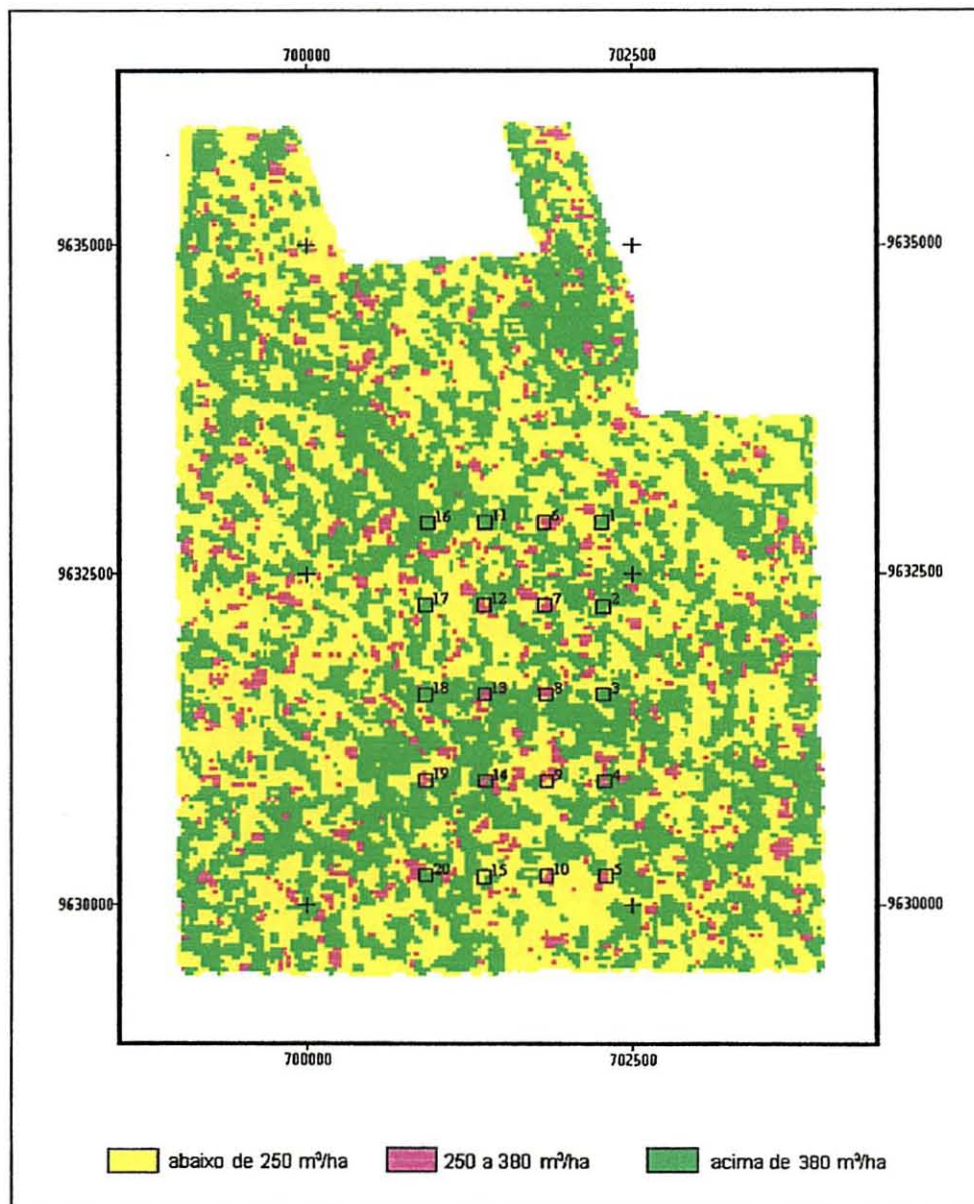 700000 702500
9635000 9635000
16 11 6 1
9632500 9632500
17 12 7 2
18 13 8 3
19 14 9 4
20 15 10 5
9630000 9630000
700000 702500
abaixo de 250 m³/ha 250 a 380 m³/ha acima de 380 m³/ha